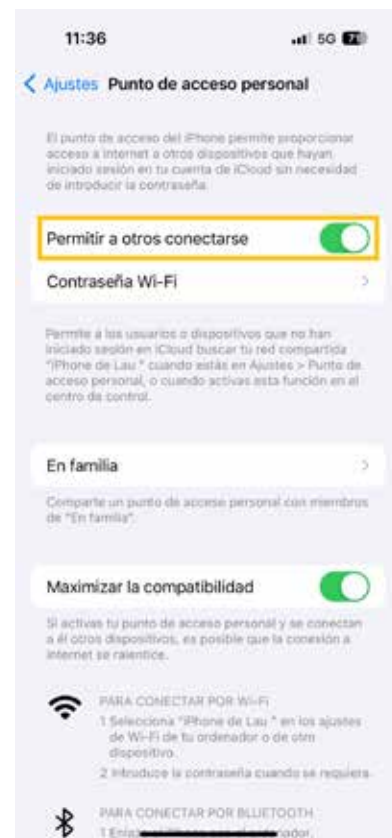 11:36
5G 71
Ajustes Punto de acceso personal
El punto de acceso del iPhone permite proporcionar
acceso a Internet a otros dispositivos que hayan
iniciado sesión en tu cuenta de iCloud sin necesidad
de introducir la contraseña.
Permitir a otros conectarse
Contraseña Wi-Fi
Permite a los usuarios o dispositivos que no han
iniciado sesión en iCloud buscar tu red compartida
"iPhone de Lau " cuando estás en Ajustes > Punto de
acceso personal, o cuando activas esta función en el
centro de control.
En familia
Comparte un punto de acceso personal con miembros
de "En familia".
Maximizar la compatibilidad
Si activas tu punto de acceso personal y se conectan
a él otros dispositivos, es posible que la conexión a
internet se ralentice.
PARA CONECTAR POR WI-FI
1 Selecciona "iPhone de Lau " en los ajustes
de Wi-Fi de tu ordenador o de otro
dispositivo.
2 Introduce la contraseña cuando se requiera.
PARA CONECTAR POR BLUETOOTH
1